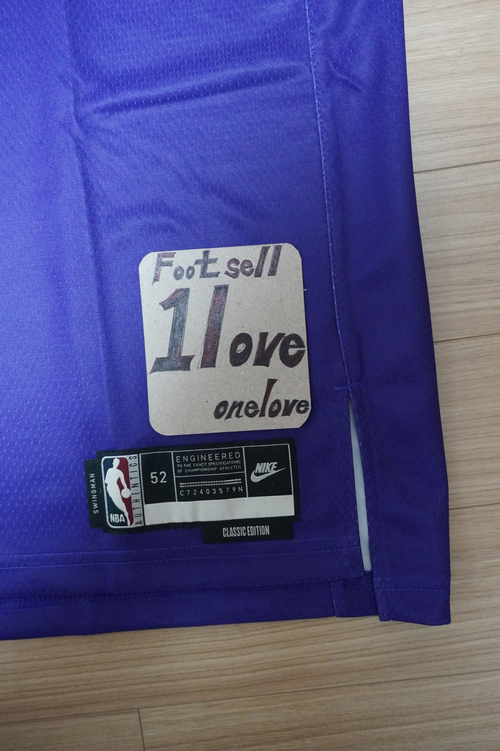 Foot sell
1love
onelove
SWINGMAN
NBA
AUTHENTICS
52
ENGINEERED
TO THE EXACT SPECIFICATIONS
OF CHAMPIONSHIP ATHLETES
C72403579N
NIKE
CLASSIC EDITION